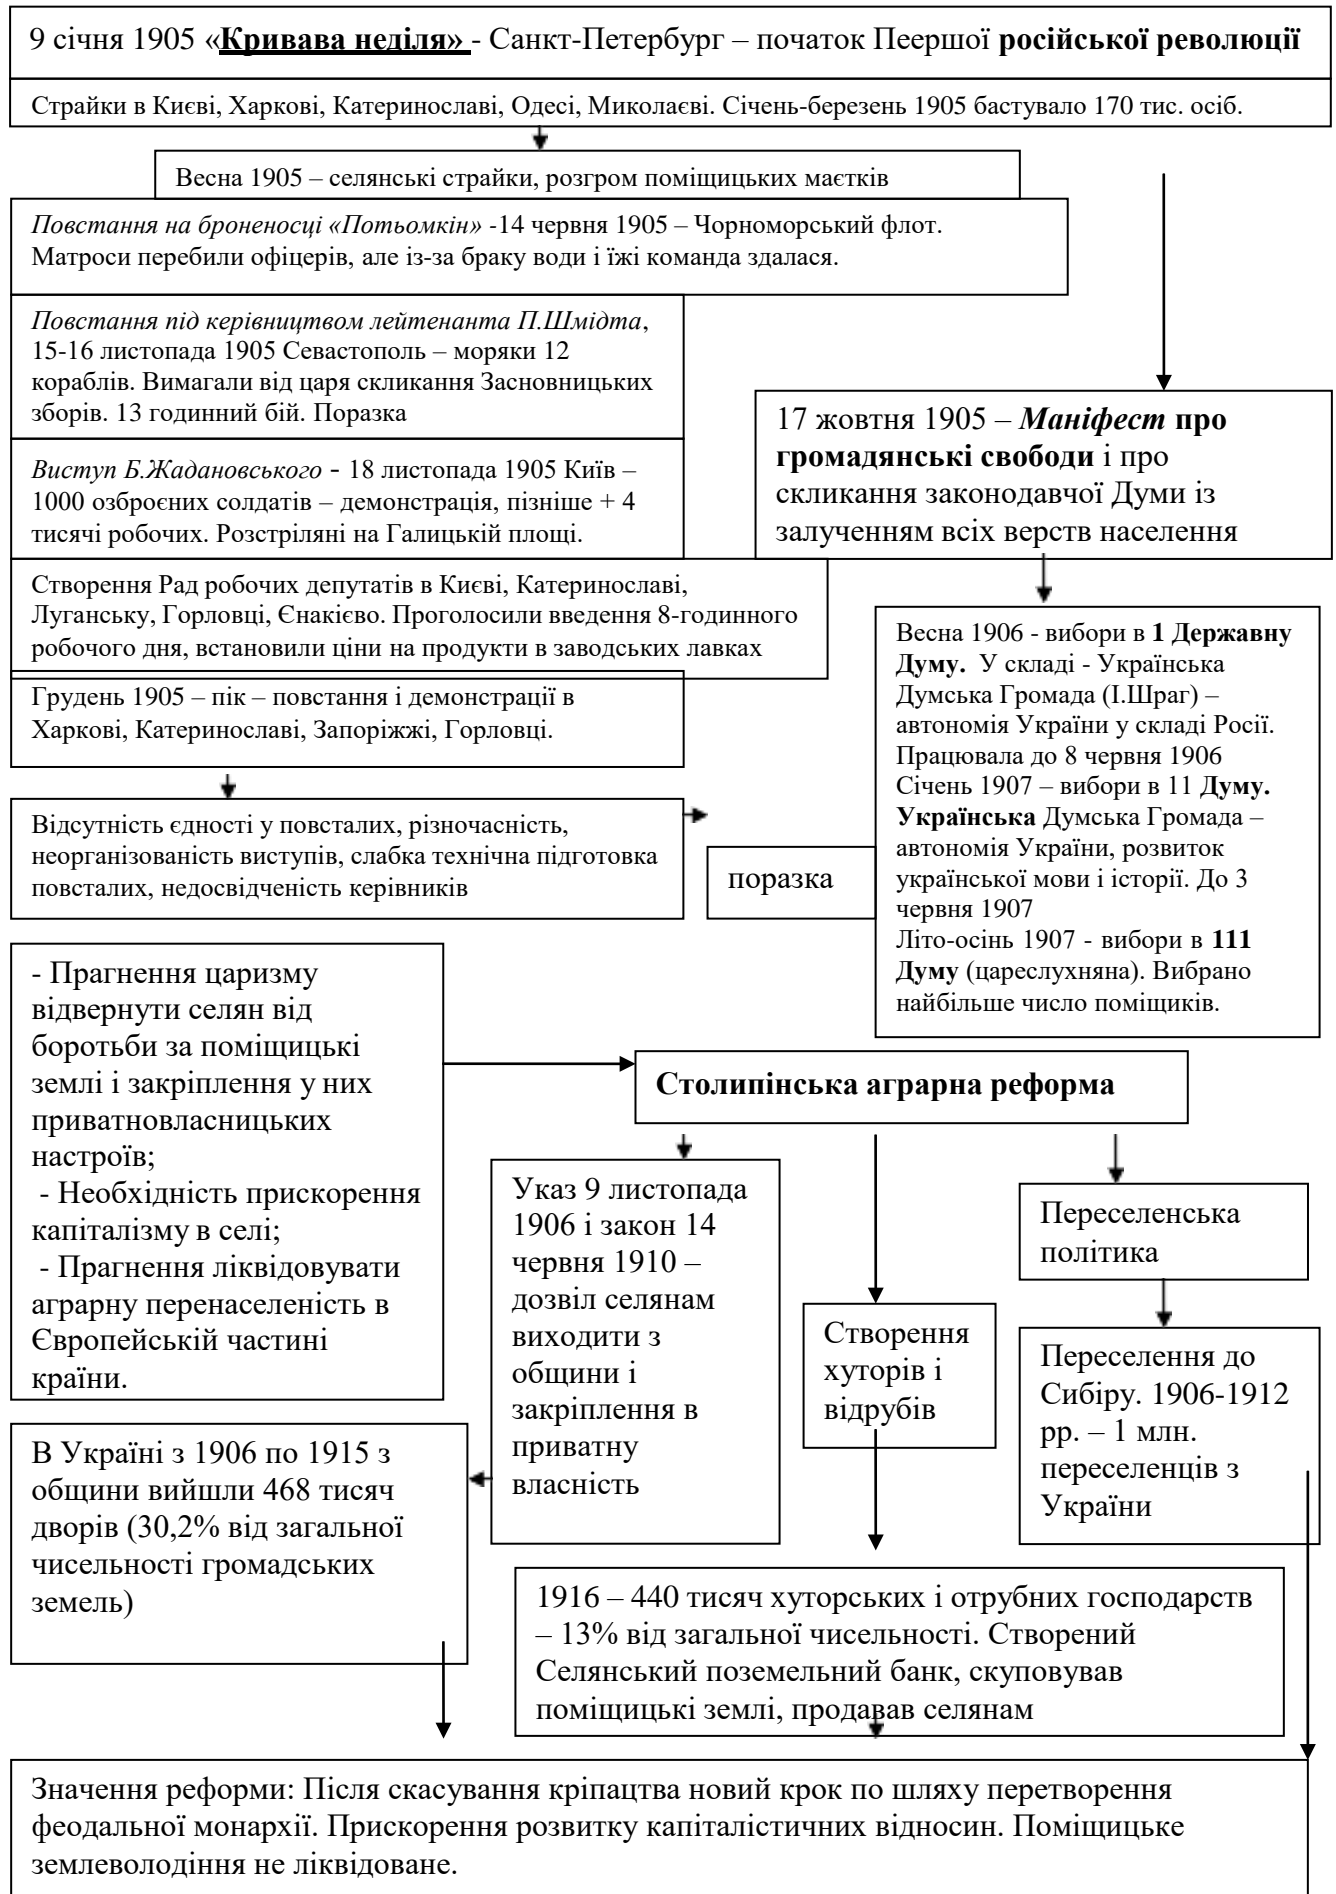 9 січня 1905 «Кривава неділя» - Санкт-Петербург – початок Пеершої російської революції
Страйки в Києві, Харкові, Катеринославі, Одесі, Миколаєві. Січень-березень 1905 бастувало 170 тис. осіб.
Весна 1905 – селянські страйки, розгром поміщицьких маєтків
Повстання на броненосці «Потьомкін» -14 червня 1905 – Чорноморський флот.
Матроси перебили офіцерів, але із-за браку води і їжі команда здалася.
Повстання під керівництвом лейтенанта П.Шмідта,
15-16 листопада 1905 Севастополь – моряки 12
кораблів. Вимагали від царя скликання Засновницьких
зборів. 13 годинний бій. Поразка
17 жовтня 1905 – Маніфест про
громадянські свободи і про
скликання законодавчої Думи із
залученням всіх верств населення
Виступ Б.Жадановського - 18 листопада 1905 Київ –
1000 озброєних солдатів – демонстрація, пізніше + 4
тисячі робочих. Розстріляні на Галицькій площі.
Створення Рад робочих депутатів в Києві, Катеринославі,
Луганську, Горловці, Єнакієво. Проголосили введення 8-годинного
робочого дня, встановили ціни на продукти в заводських лавках
Грудень 1905 – пік – повстання і демонстрації в
Харкові, Катеринославі, Запоріжжі, Горловці.
Весна 1906 - вибори в 1 Державну
Думу. У складі - Українська
Думська Громада (І.Шраг) –
автономія України у складі Росії.
Працювала до 8 червня 1906
Січень 1907 – вибори в 11 Думу.
Українська Думська Громада –
автономія України, розвиток
української мови і історії. До 3
червня 1907
Літо-осінь 1907 - вибори в 111
Думу (цареслухняна). Вибрано
найбільше число поміщиків.
Відсутність єдності у повсталих, різночасність,
неорганізованість виступів, слабка технічна підготовка
повсталих, недосвідченість керівників
поразка
- Прагнення царизму
відвернути селян від
боротьби за поміщицькі
землі і закріплення у них
приватновласницьких
настроїв;
- Необхідність прискорення
капіталізму в селі;
- Прагнення ліквідовувати
аграрну перенаселеність в
Європейській частині
країни.
Столипінська аграрна реформа
Указ 9 листопада
1906 і закон 14
червня 1910 –
дозвіл селянам
виходити з
общини і
закріплення в
приватну
власність
Створення
хуторів і
відрубів
Переселенська
політика
Переселення до
Сибіру. 1906-1912
рр. – 1 млн.
переселенців з
України
В Україні з 1906 по 1915 з
общини вийшли 468 тисяч
дворів (30,2% від загальної
чисельності громадських
земель)
1916 – 440 тисяч хуторських і отрубних господарств
– 13% від загальної чисельності. Створений
Селянський поземельний банк, скуповував
поміщицькі землі, продавав селянам
Значення реформи: Після скасування кріпацтва новий крок по шляху перетворення
феодальної монархії. Прискорення розвитку капіталістичних відносин. Поміщицьке
землеволодіння не ліквідоване.